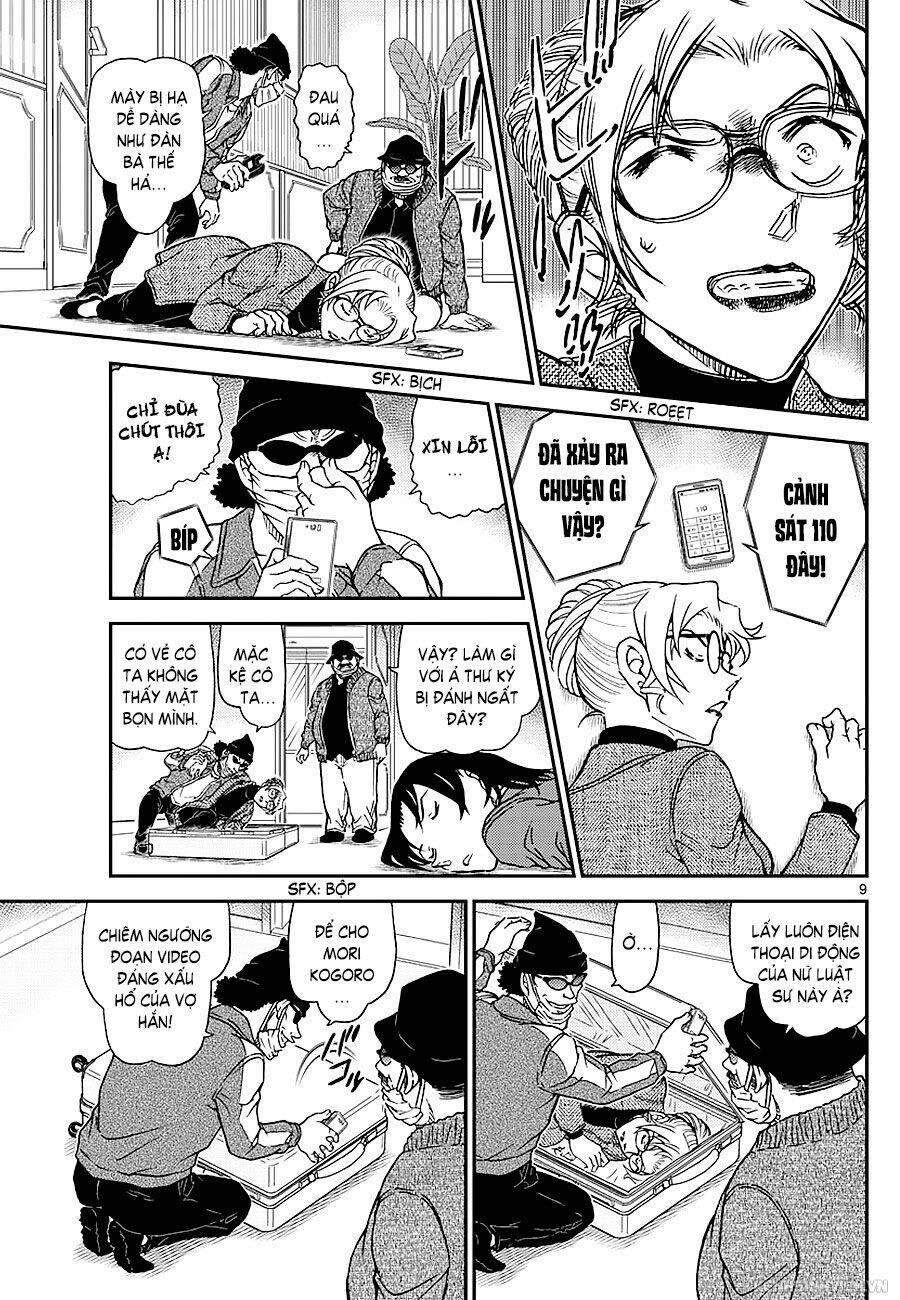 ĐAU
QUÁ
...
MÀY BỊ HẠ
DỄ DÀNG
NHƯ ĐÀN
BÀ THẾ
HẢ...
SFX: ROEET
SFX: BỊCH
CẢNH
SÁT 110
ĐÂY!
110
ĐÃ XẢY RA
CHUYỆN GÌ
VẬY?
XIN LỖI
...
CHỈ ĐÙA
CHÚT THÔI
Ạ!
BÍP
VẬY? LÀM GÌ
VỚI Ả THƯ KÝ
BỊ ĐÁNH NGẤT
ĐÂY?
MẶC
KỆ CÔ
TA...
CÓ VẺ CÔ
TA KHÔNG
THẤY MẶT
BỌN MÌNH.
SFX: BỘP
9
LẤY LUÔN ĐIỆN
THOẠI DI ĐỘNG
CỦA NỮ LUẬT
SƯ NÀY À?
Ờ...
ĐỂ CHO
MORI
KOGORO
...
CHIÊM NGƯỚNG
ĐOẠN VIDEO
ĐÁNG XẤU
HỔ CỦA VỢ
HẮN!